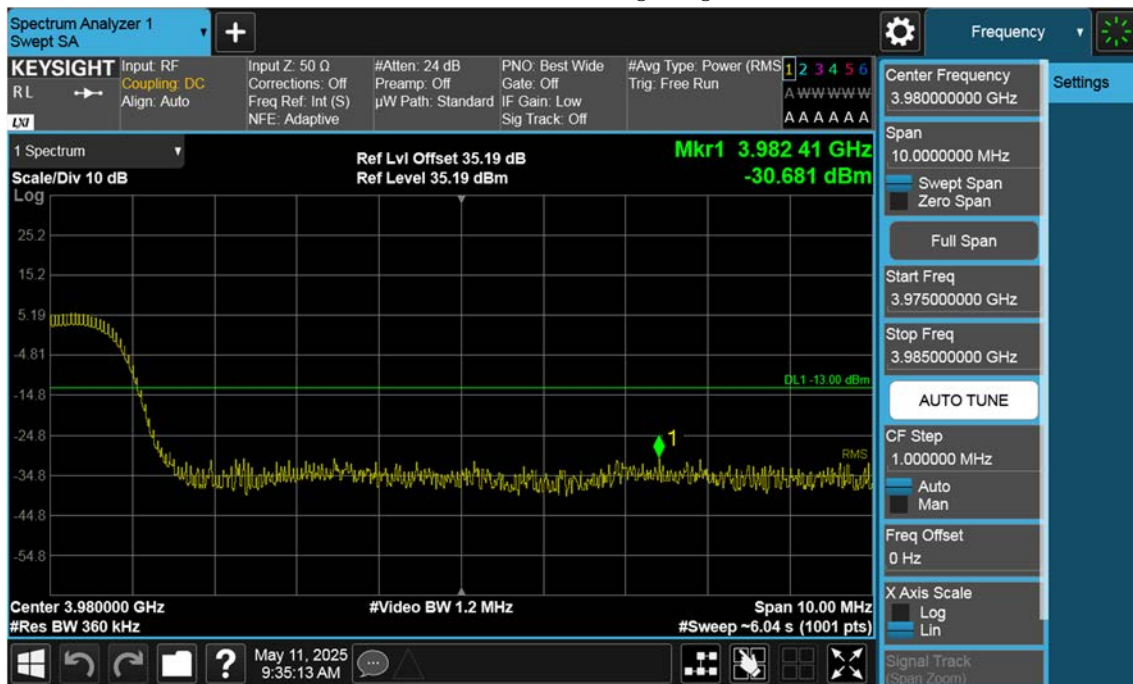 Spectrum Analyzer 1
Swept SA
Frequency
KEYSIGHT
RL
LXI
Input: RF
Coupling: DC
Align: Auto
Input Z: 50 Ω
Corrections: Off
Freq Ref: Int (S)
NFE: Adaptive
#Atten: 24 dB
Preamp: Off
µW Path: Standard
PNO: Best Wide
Gate: Off
IF Gain: Low
Sig Track: Off
#Avg Type: Power (RMS
Trig: Free Run
1 2 3 4 5 6
A W W W W W
A A A A A A
1 Spectrum
Scale/Div 10 dB
Ref Lvl Offset 35.19 dB
Ref Level 35.19 dBm
Mkr1 3.982 41 GHz
-30.681 dBm
Log
25.2
15.2
5.19
-4.81
-14.8
-24.8
-34.8
-44.8
-54.8
DL1 -13.00 dBm
1
RMS
Center 3.980000 GHz
#Res BW 360 kHz
#Video BW 1.2 MHz
Span 10.00 MHz
#Sweep ~6.04 s (1001 pts)
May 11, 2025
9:35:13 AM
Center Frequency
3.980000000 GHz
Span
10.0000000 MHz
Swept Span
Zero Span
Full Span
Start Freq
3.975000000 GHz
Stop Freq
3.985000000 GHz
AUTO TUNE
CF Step
1.000000 MHz
Auto
Man
Freq Offset
0 Hz
X Axis Scale
Log
Lin
Signal Track
(Span Zoom)
Settings